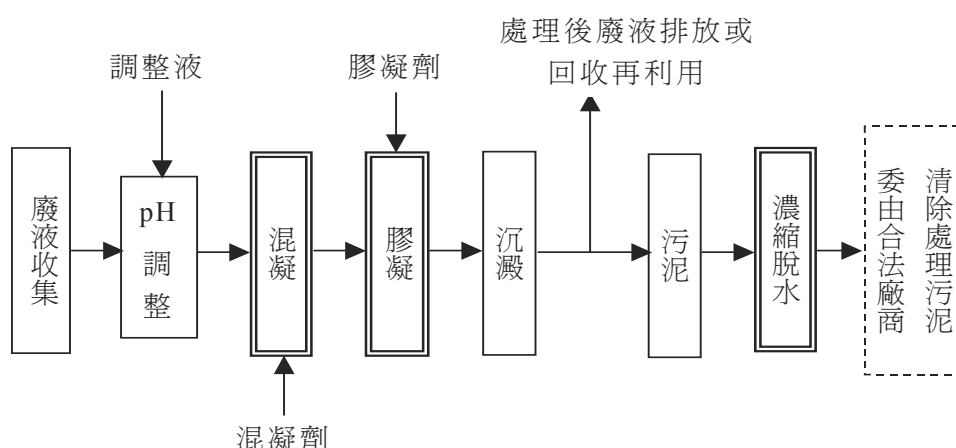 處理後廢液排放或
回收再利用
調整液
膠凝劑
廢液收集
pH
調
整
混凝
膠凝
沉澱
污泥
濃縮脫水
委由合法廠商
清除處理污泥
混凝劑